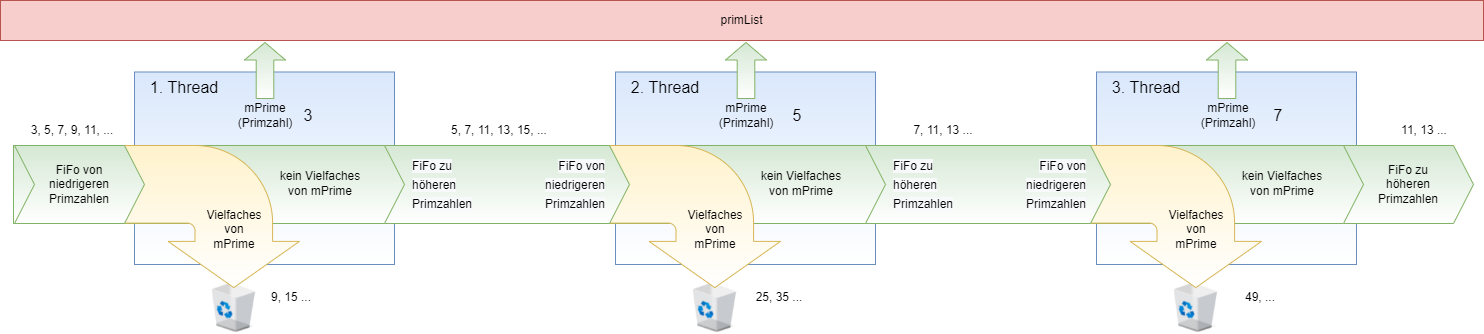 primList
1. Thread
mPrime
(Primzahl)
3
2. Thread
mPrime
(Primzahl)
5
3. Thread
mPrime
(Primzahl)
7
3, 5, 7, 9, 11, ...
5, 7, 11, 13, 15, ...
7, 11, 13 ...
11, 13 ...
FiFo von
niedrigeren
Primzahlen
kein Vielfaches
von mPrime
FiFo zu
höheren
Primzahlen
FiFo von
niedrigeren
Primzahlen
kein Vielfaches
von mPrime
FiFo zu
höheren
Primzahlen
FiFo von
niedrigeren
Primzahlen
kein Vielfaches
von mPrime
FiFo zu
höheren
Primzahlen
Vielfaches
von
mPrime
Vielfaches
von
mPrime
Vielfaches
von
mPrime
9, 15 ...
25, 35 ...
49, ...